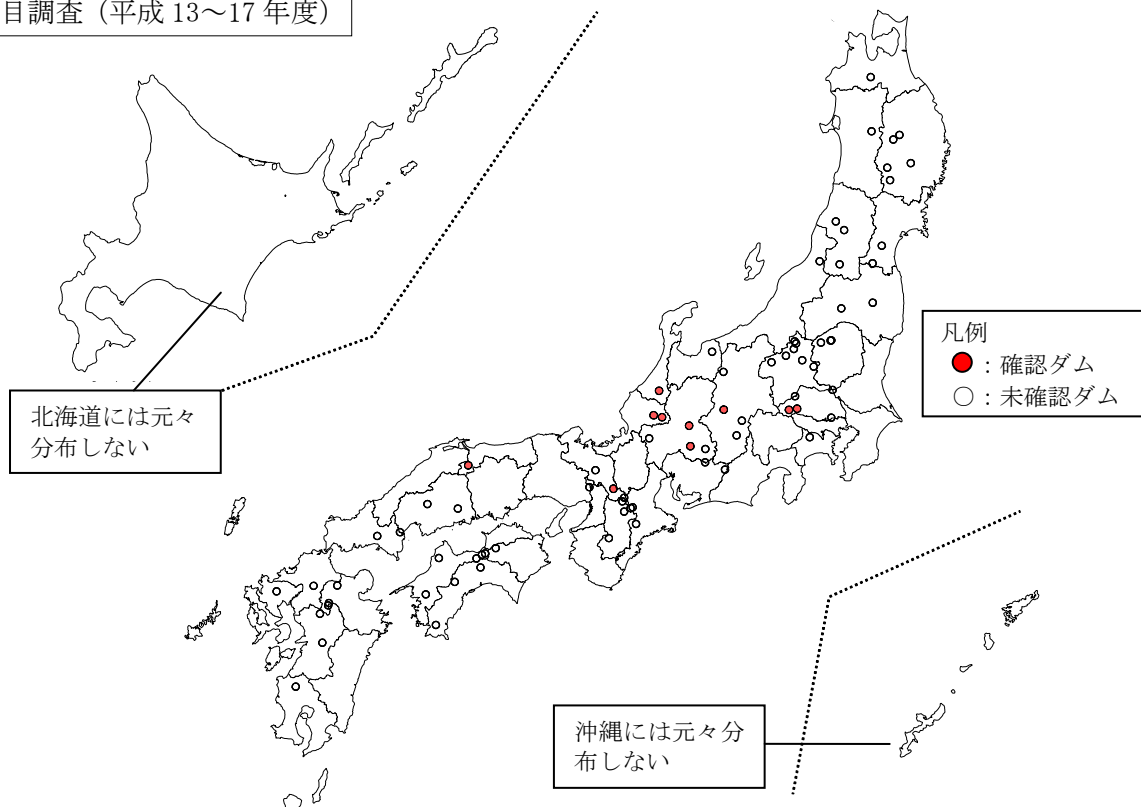 目調査（平成 13～17 年度）
凡例
：確認ダム
○：未確認ダム
北海道には元々
分布しない
沖縄には元々分
布しない